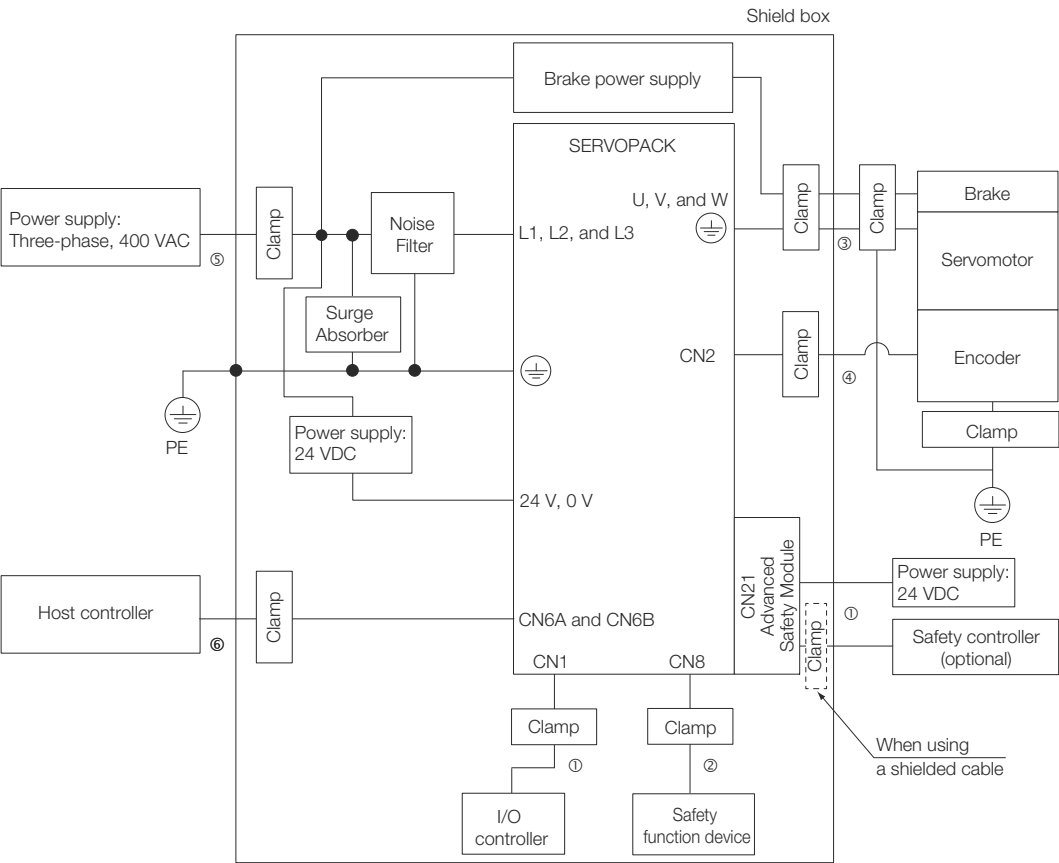 Shield box
Brake power supply
SERVOPACK
Power supply:
Three-phase, 400 VAC
⑤
Clamp
Noise
Filter
L1, L2, and L3
U, V, and W
Clamp
③
Clamp
Brake
Servomotor
Surge
Absorber
CN2
Clamp
④
Encoder
Clamp
PE
PE
Power supply:
24 VDC
24 V, 0 V
CN21
Advanced
Safety Module
Power supply:
24 VDC
①
Clamp
Safety controller
(optional)
Host controller
⑥
Clamp
CN6A and CN6B
CN1
CN8
Clamp
①
Clamp
②
When using
a shielded cable
I/O
controller
Safety
function device